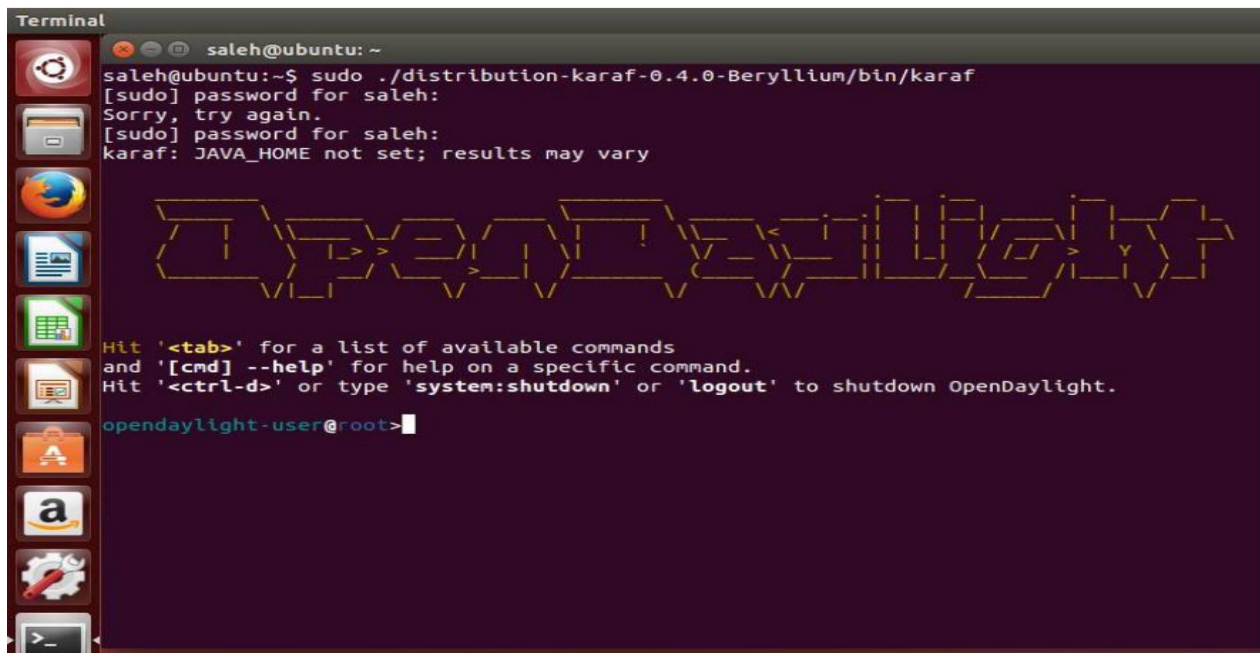 Terminal
saleh@ubuntu: ~
saleh@ubuntu:~$ sudo ./distribution-karaf-0.4.0-Beryllium/bin/karaf
[sudo] password for saleh:
Sorry, try again.
[sudo] password for saleh:
karaf: JAVA_HOME not set; results may vary
OpenDaylight
Hit '<tab>' for a list of available commands
and '[cmd] --help' for help on a specific command.
Hit '<ctrl-d>' or type 'system:shutdown' or 'logout' to shutdown OpenDaylight.
opendaylight-user@root>
a
>_